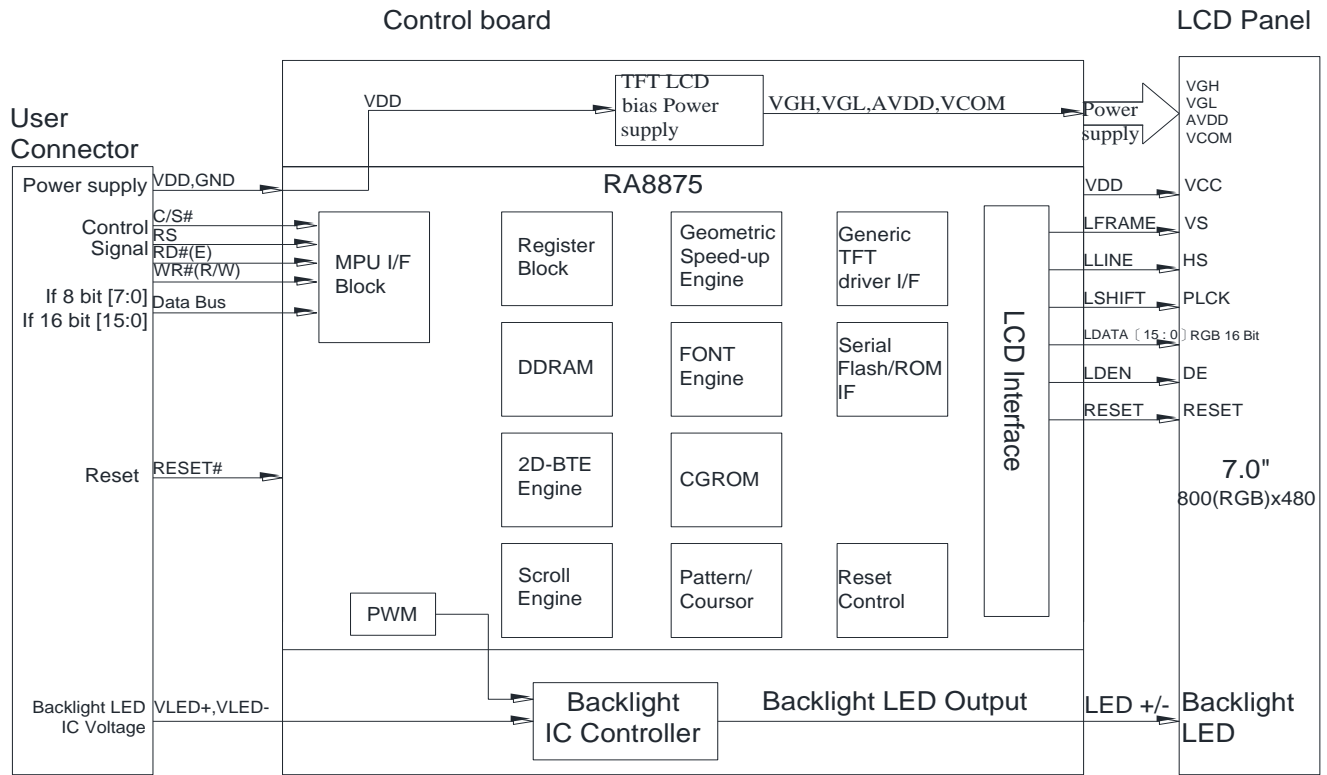 Control board
LCD Panel
User
Connector
VDD
TFT LCD
bias Power
supply
VGH,VGL,AVDD,VCOM
Power
supply
VGH
VGL
AVDD
VCOM
Power supply
VDD,GND
RA8875
VDD
VCC
Control
Signal
C/S#
RS
RD#(E)
WR#(R/W)
If 8 bit [7:0]
If 16 bit [15:0]
Data Bus
MPU I/F
Block
Register
Block
Geometric
Speed-up
Engine
Generic
TFT
driver I/F
DDRAM
FONT
Engine
Serial
Flash/ROM
IF
2D-BTE
Engine
CGROM
Scroll
Engine
Pattern/
Coursor
Reset
Control
LCD Interface
LFRAME
VS
LLINE
HS
LSHIFT
PLCK
LDATA〔15:0〕RGB 16 Bit
LDEN
DE
RESET
RESET
7.0"
800(RGB)x480
Reset
RESET#
PWM
Backlight LED
IC Voltage
VLED+,VLED-
Backlight
IC Controller
Backlight LED Output
LED +/-
Backlight
LED